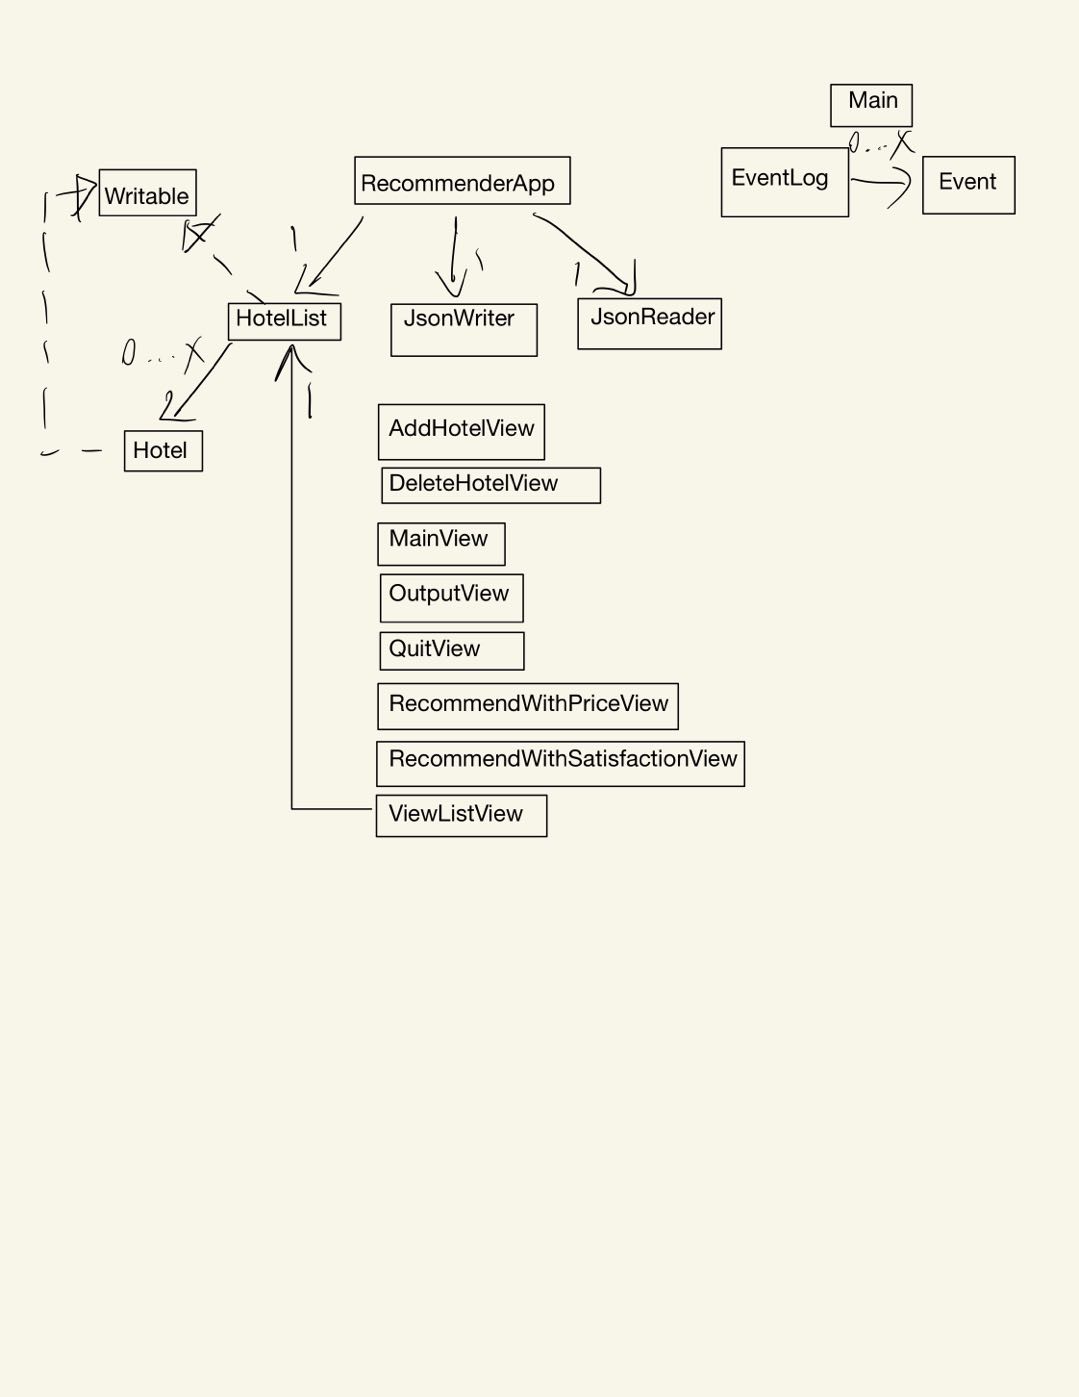 Main
0...X
Writable
RecommenderApp
EventLog
Event
1
1
1
HotelList
JsonWriter
JsonReader
0...X
1
Hotel
AddHotelView
DeleteHotelView
MainView
OutputView
QuitView
RecommendWithPriceView
RecommendWithSatisfactionView
ViewListView